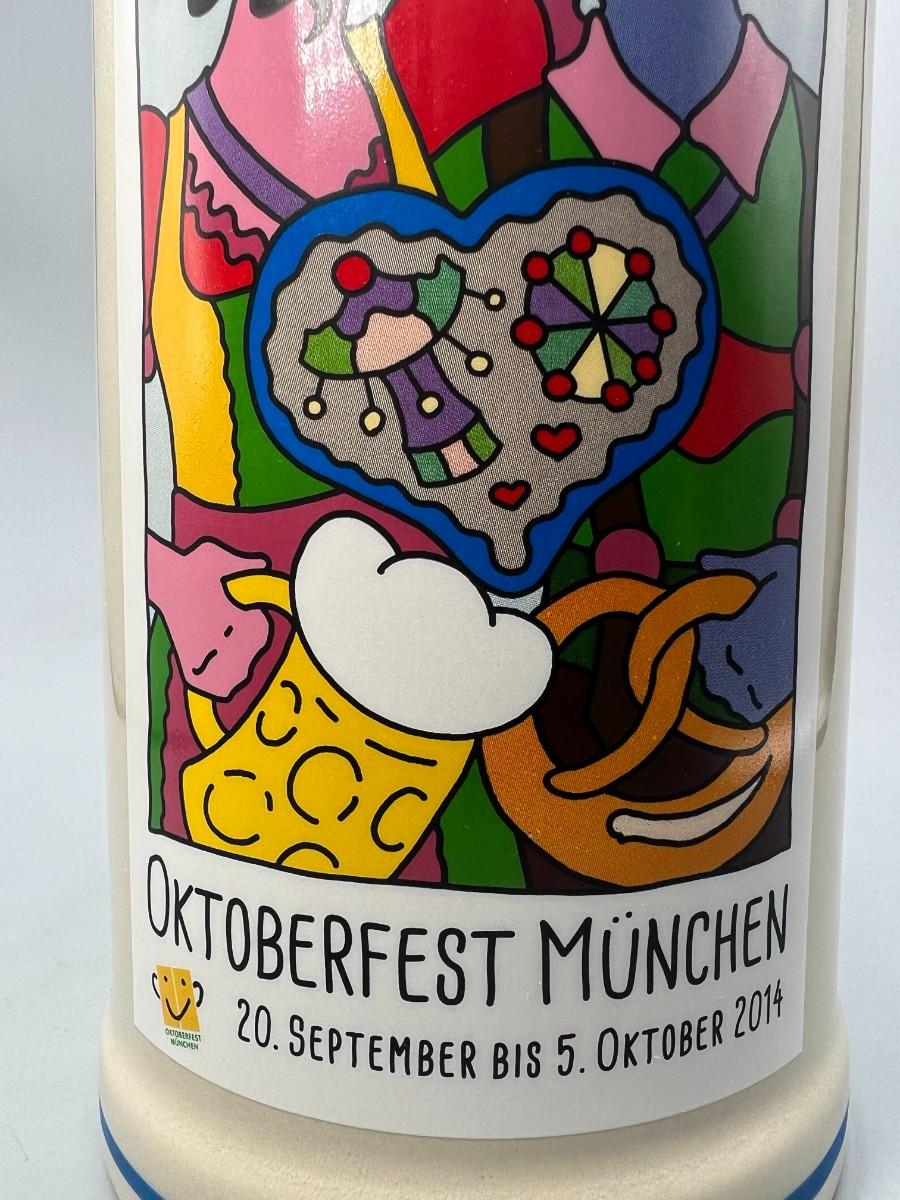 OKTOBERFEST MÜNCHEN
OKTOBERFEST
MÜNCHEN
20. SEPTEMBER BIS 5. OKTOBER 2014